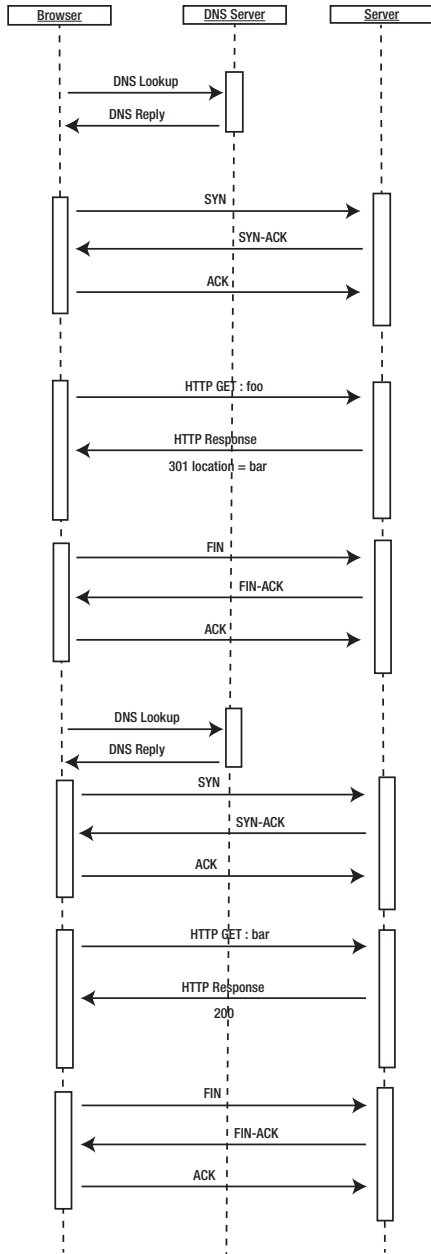 Browser DNS Server Server
DNS Lookup
DNS Reply
SYN
SYN-ACK
ACK
HTTP GET : foo
HTTP Response
301 location = bar
FIN
FIN-ACK
ACK
DNS Lookup
DNS Reply
SYN
SYN-ACK
ACK
HTTP GET : bar
HTTP Response
200
FIN
FIN-ACK
ACK